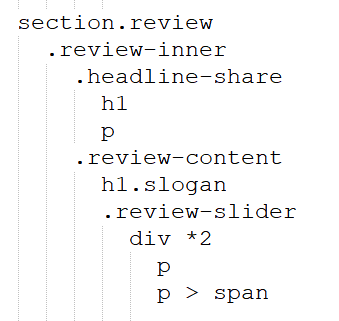 section.review
.review-inner
.headline-share
h1
p
.review-content
h1.slogan
.review-slider
div *2
p
p > span